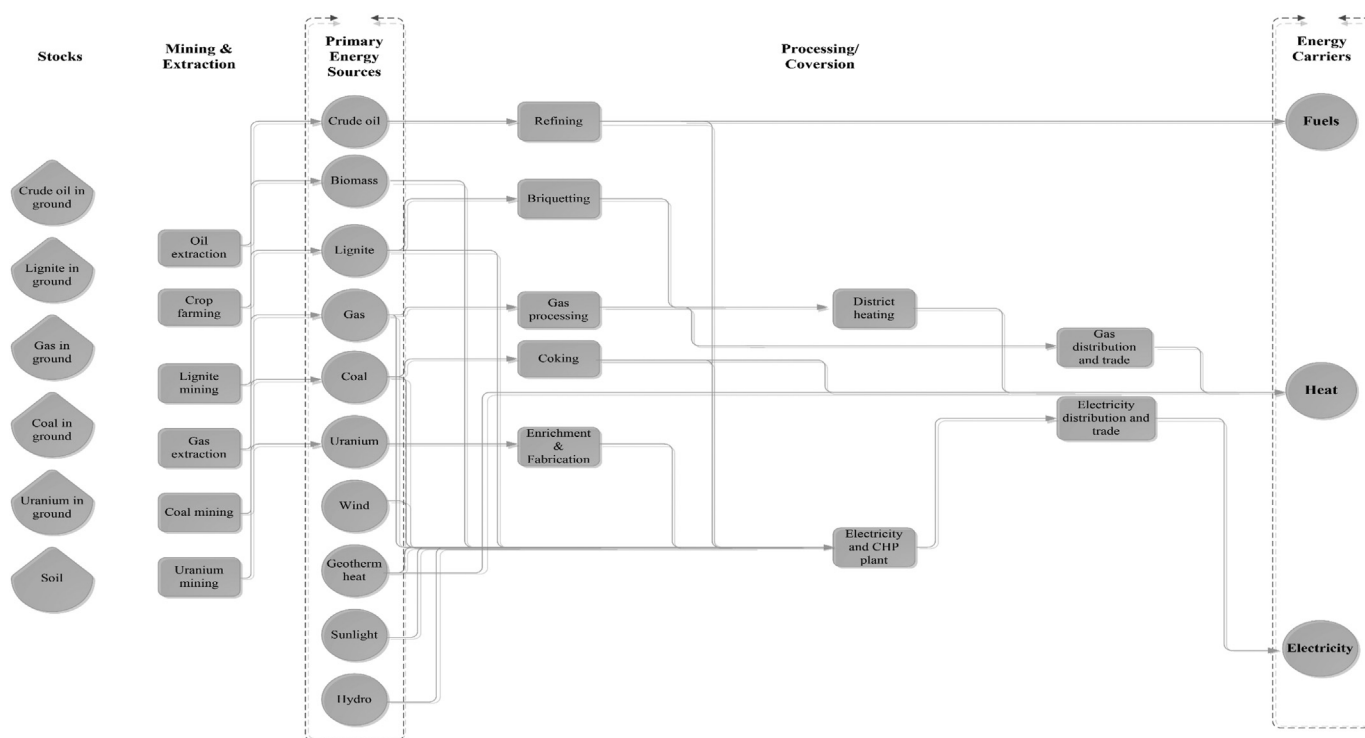 Stocks
Mining &
Extraction
Primary
Energy
Sources
Processing/
Coversion
Energy
Carriers
Crude oil in
ground
Lignite in
ground
Gas in
ground
Coal in
ground
Uranium in
ground
Soil
Oil
extraction
Crop
farming
Lignite
mining
Gas
extraction
Coal mining
Uranium
mining
Crude oil
Biomass
Lignite
Gas
Coal
Uranium
Wind
Geotherm
heat
Sunlight
Hydro
Refining
Briquetting
Gas
processing
Coking
Enrichment
&
Fabrication
District
heating
Electricity
and CHP
plant
Gas
distribution
and trade
Electricity
distribution and
trade
Fuels
Heat
Electricity